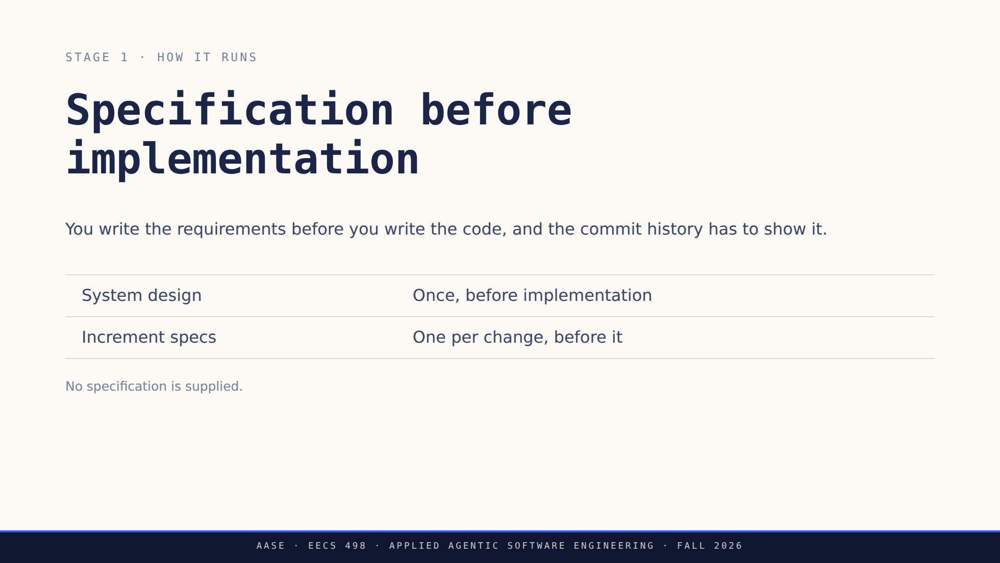 STAGE 1 · HOW IT RUNS
Specification before
implementation
You write the requirements before you write the code, and the commit history has to show it.
System design Once, before implementation
Increment specs One per change, before it
No specification is supplied.
AASE · EECS 498 · APPLIED AGENTIC SOFTWARE ENGINEERING · FALL 2026